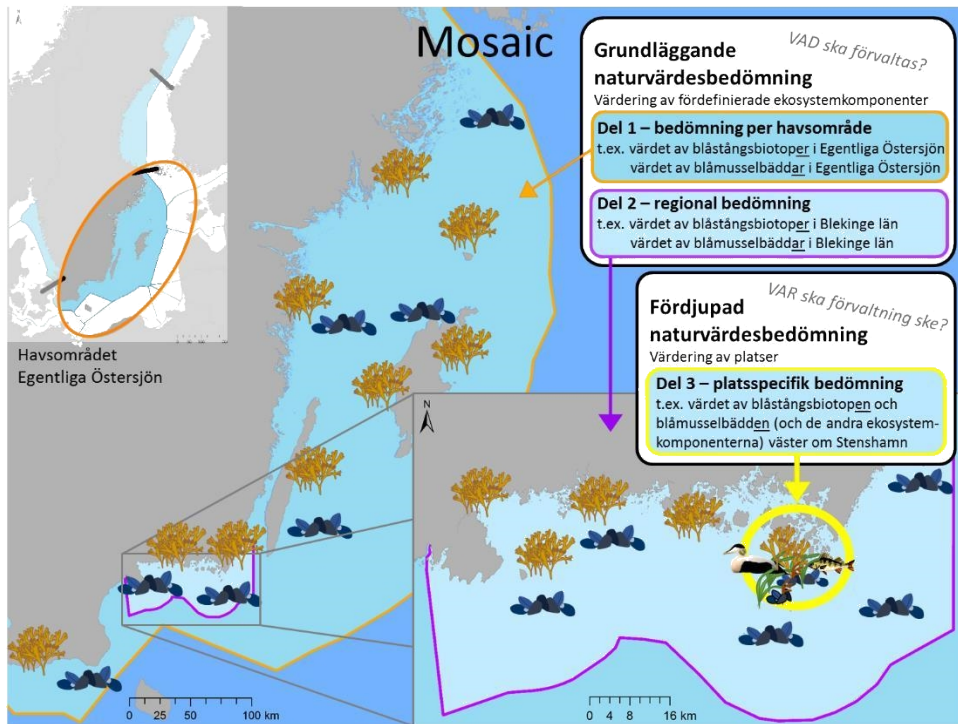 N
Mosaic
Havsområdet
Egentliga Östersjön
Grundläggande
naturvärdesbedömning
VAD ska förvaltas?
Värdering av fördefinierade ekosystemkomponenter
Del 1 – bedömning per havsområde
t.ex. värdet av blåstångsbiotoper i Egentliga Östersjön
värdet av blåmusselbäddar i Egentliga Östersjön
Del 2 – regional bedömning
t.ex. värdet av blåstångsbiotoper i Blekinge län
värdet av blåmusselbäddar i Blekinge län
Fördjupad
naturvärdesbedömning
VAR ska förvaltning ske?
Värdering av platser
Del 3 – platsspecifik bedömning
t.ex. värdet av blåstångsbiotopen och
blåmusselbädden (och de andra ekosystem-
komponenterna) väster om Stenshamn
N
0 25 50 100 km
0 4 8 16 km